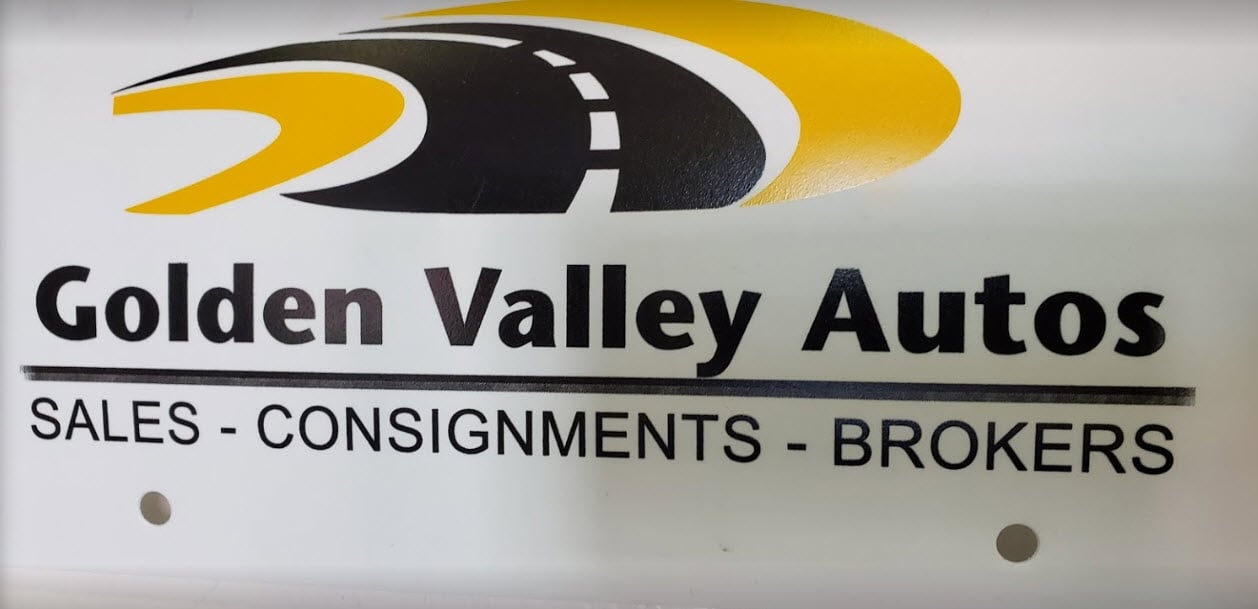 Golden Valley Autos
SALES - CONSIGNMENTS - BROKERS